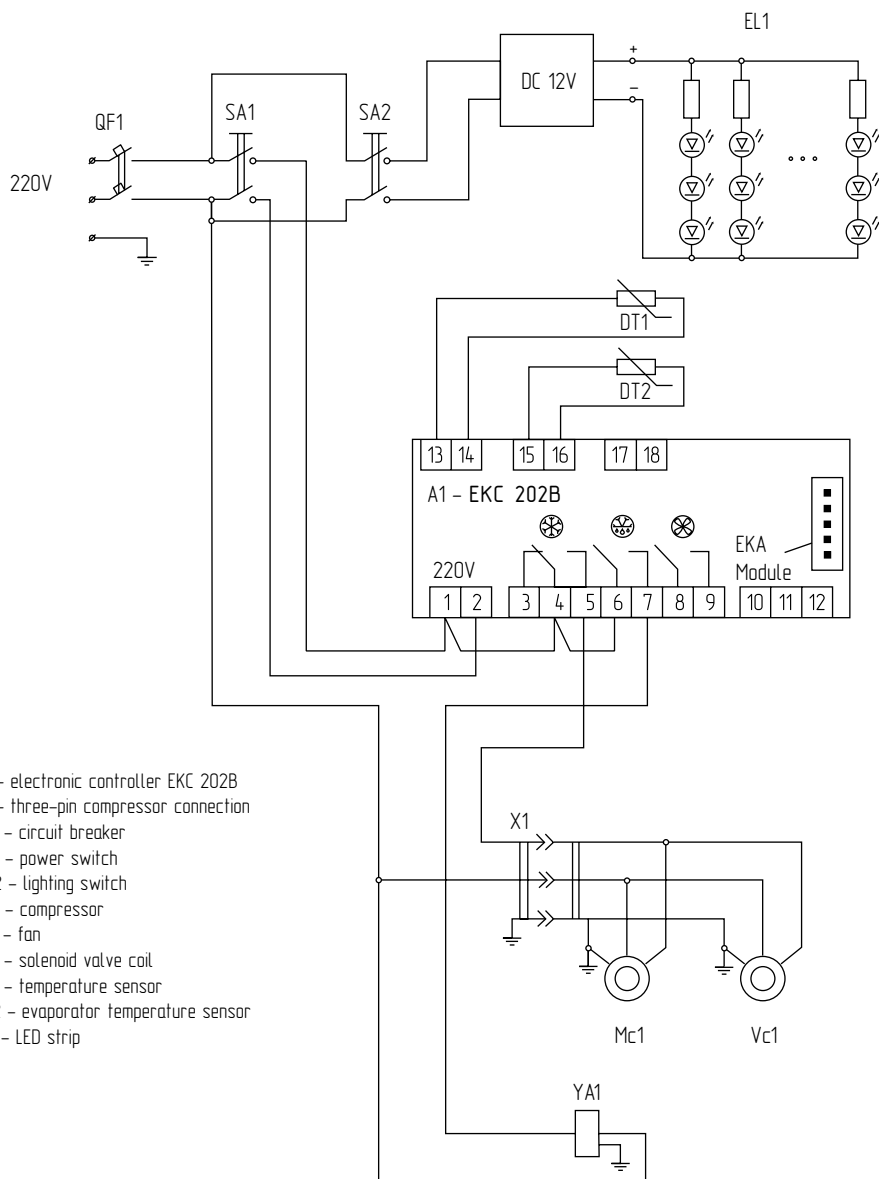 EL1
DC 12V
+
–
QF1
SA1
SA2
220V
DT1
DT2
13 14 15 16 17 18
A1 – EKC 202B
EKA
Module
220V
1 2 3 4 5 6 7 8 9 10 11 12
– electronic controller EKC 202B
– three-pin compressor connection
– circuit breaker
– power switch
2 – lighting switch
– compressor
– fan
– solenoid valve coil
– temperature sensor
– evaporator temperature sensor
– LED strip
X1
Mc1
Vc1
YA1